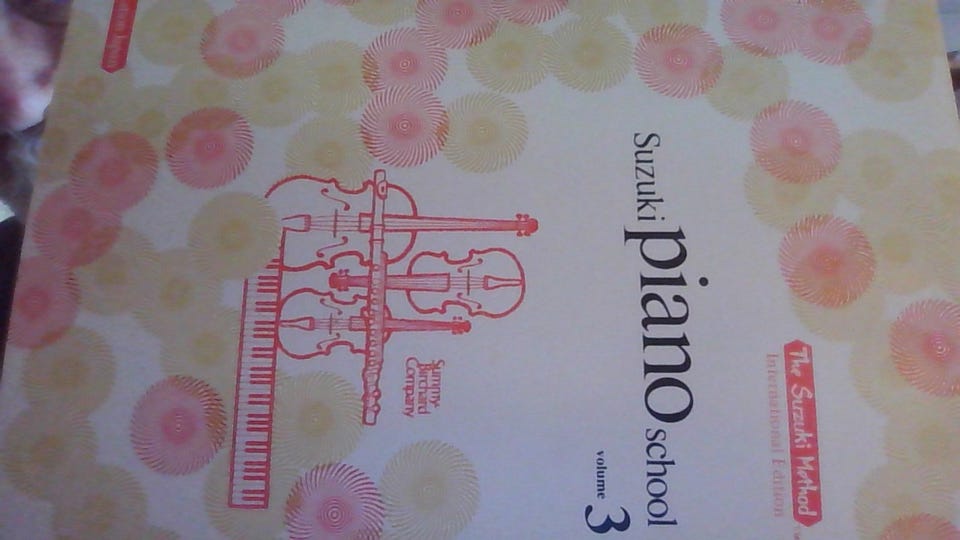 The Suzuki Method
International Edition
Suzuki piano school
volume 3
Summy-
Birchard
Company